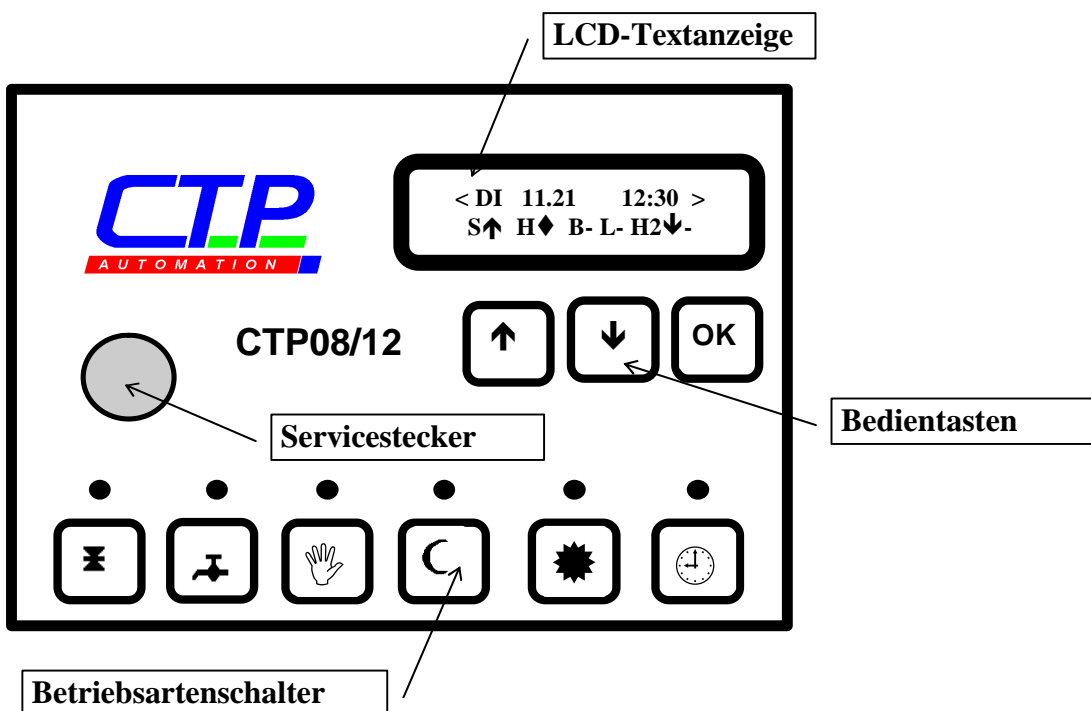 LCD-Textanzeige
CTP
AUTOMATION
< DI 11.21 12:30 >
S↑ H♦ B- L- H2↓-
CTP08/12
↑ ↓ OK
Servicestecker
Bedientasten
Betriebsartenschalter